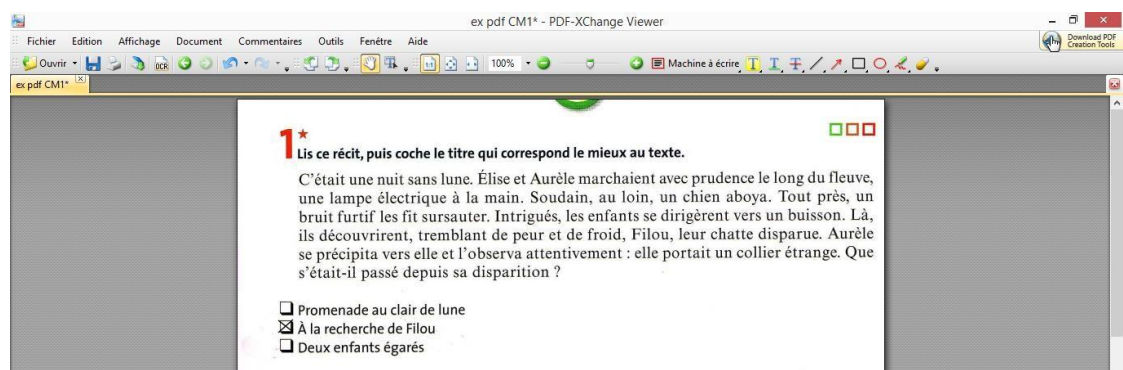 ex pdf CM1* - PDF-XChange Viewer
Fichier Edition Affichage Document Commentaires Outils Fenêtre Aide
Download PDF
Creation Tools
Ouvrir OCR 1:1 100% Machine à écrire T T T
ex pdf CM1*
1*
Lis ce récit, puis coche le titre qui correspond le mieux au texte.
C'était une nuit sans lune. Élise et Aurèle marchaient avec prudence le long du fleuve,
une lampe électrique à la main. Soudain, au loin, un chien aboya. Tout près, un
bruit furtif les fit sursauter. Intrigués, les enfants se dirigèrent vers un buisson. Là,
ils découvrirent, tremblant de peur et de froid, Filou, leur chatte disparue. Aurèle
se précipita vers elle et l'observa attentivement : elle portait un collier étrange. Que
s'était-il passé depuis sa disparition ?
Promenade au clair de lune
À la recherche de Filou
Deux enfants égarés